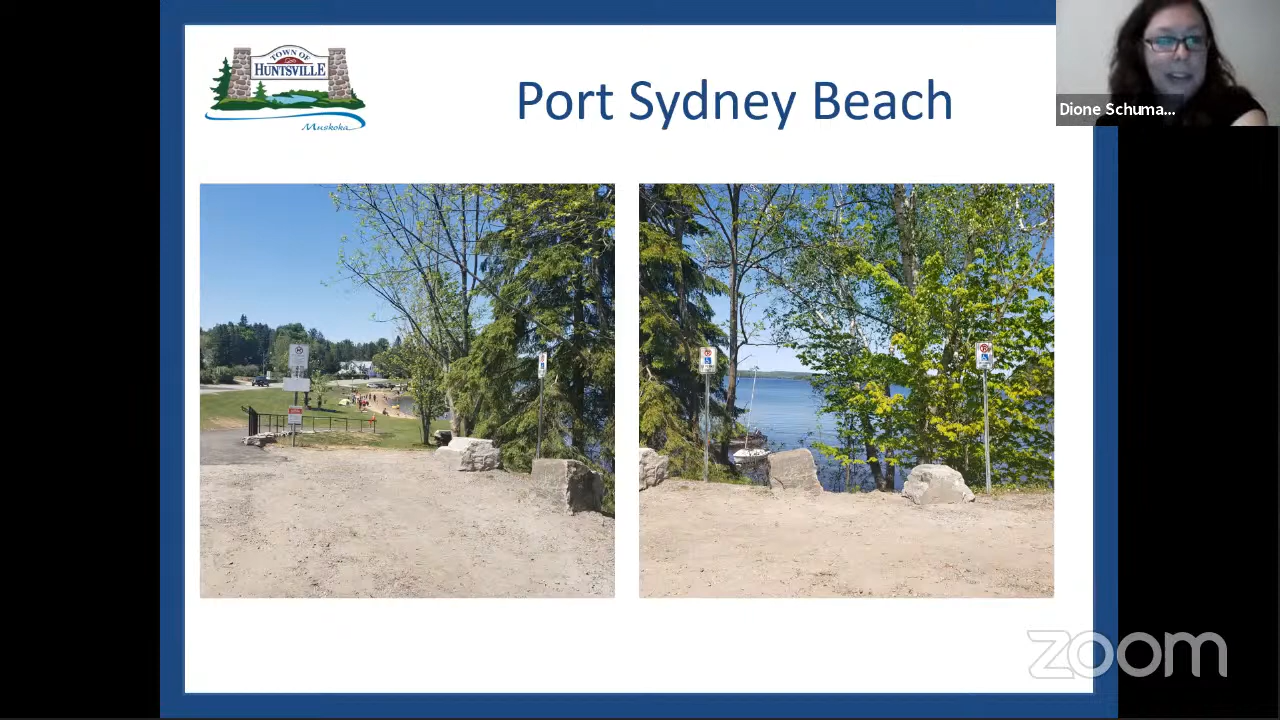 TOWN OF
HUNTSVILLE
Muskoka
Port Sydney Beach
Dione Schuma...
zoom